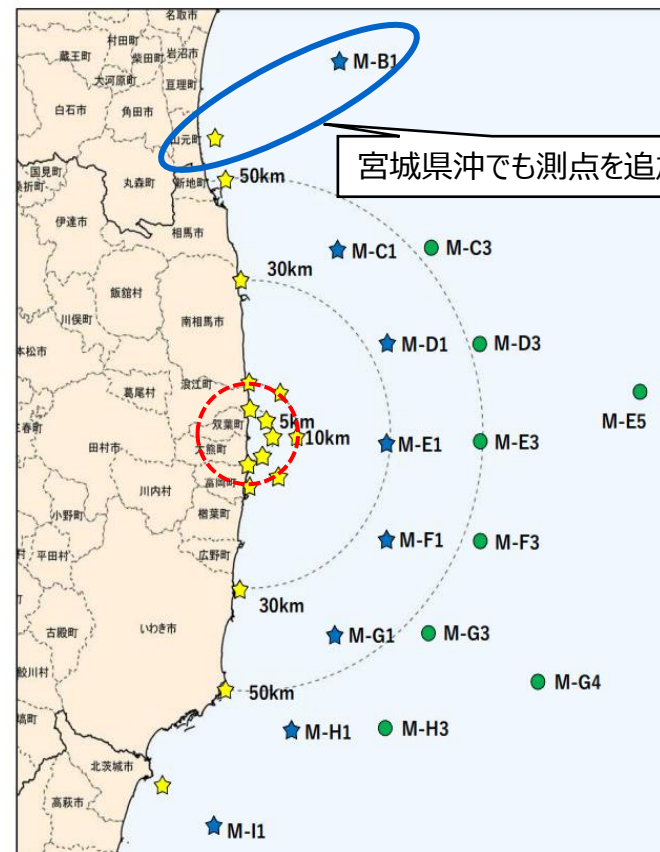 名取市
村田町
岩沼市
蔵王町
柴田町
M-B1
大河原町
亘理町
白石市
角田市
山元町
宮城県沖でも測点を追
国見町
桑折町
丸森町
新地町
50km
伊達市
相馬市
M-C1
M-C3
30km
飯舘村
川俣町
南相馬市
M-D1
M-D3
本松市
葛尾村
浪江町
M-E5
双葉町
5km
田村市
大熊町
10km
M-E1
M-E3
富岡町
川内村
小野町
楢葉町
平田村
広野町
M-F1
M-F3
30km
古殿町
いわき市
M-G1
M-G3
鮫川村
M-G4
50km
塙町
M-H1
M-H3
北茨城市
高萩市
M-I1